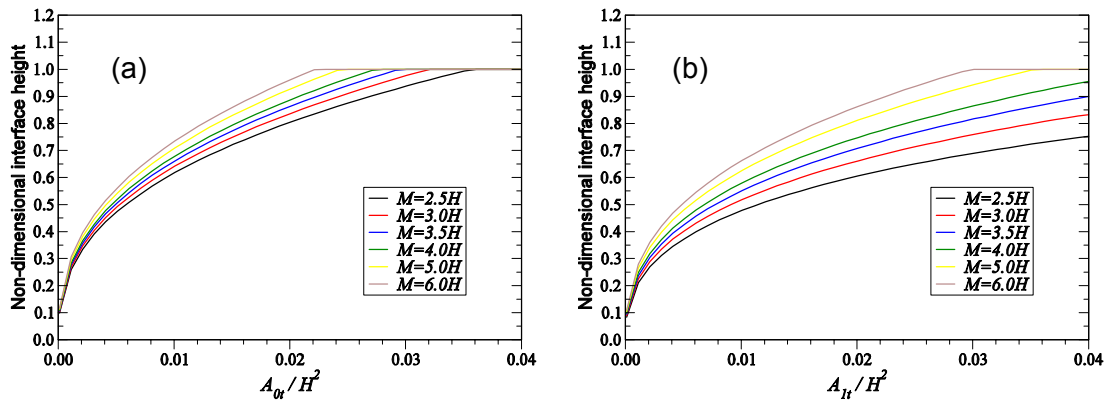 (a)
Non-dimensional interface height
1.2
1.1
1.0
0.9
0.8
0.7
0.6
0.5
0.4
0.3
0.2
0.1
0.0
M=2.5H
M=3.0H
M=3.5H
M=4.0H
M=5.0H
M=6.0H
0.00 0.01 0.02 0.03 0.04
A0t / H²
(b)
Non-dimensional interface height
1.2
1.1
1.0
0.9
0.8
0.7
0.6
0.5
0.4
0.3
0.2
0.1
0.0
M=2.5H
M=3.0H
M=3.5H
M=4.0H
M=5.0H
M=6.0H
0.00 0.01 0.02 0.03 0.04
A1t / H²